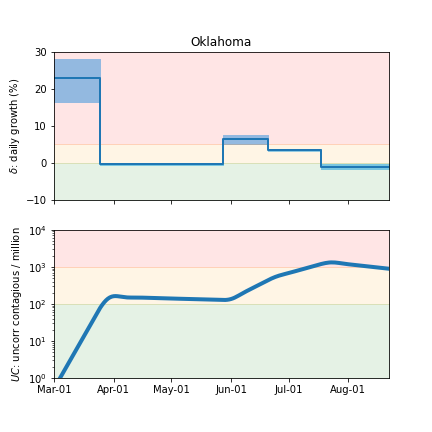 Oklahoma
δ: daily growth (%)
30
20
10
0
−10
UC: uncorr contagious / million
10⁴
10³
10²
10¹
10⁰
Mar-01 Apr-01 May-01 Jun-01 Jul-01 Aug-01